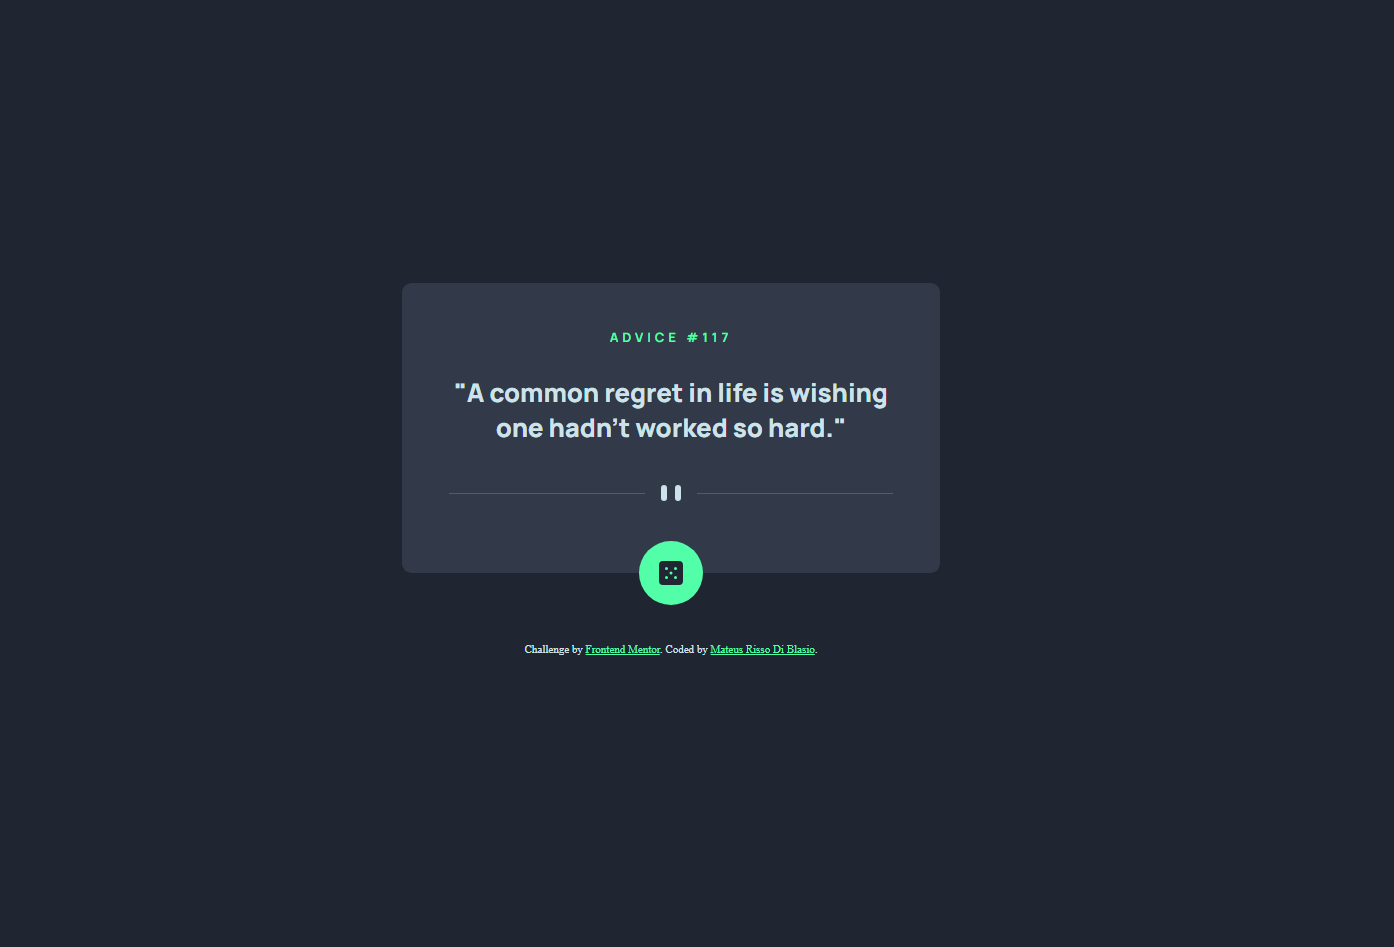 ADVICE #117
"A common regret in life is wishing
one hadn't worked so hard."
Challenge by Frontend Mentor. Coded by Mateus Risso Di Blasio.